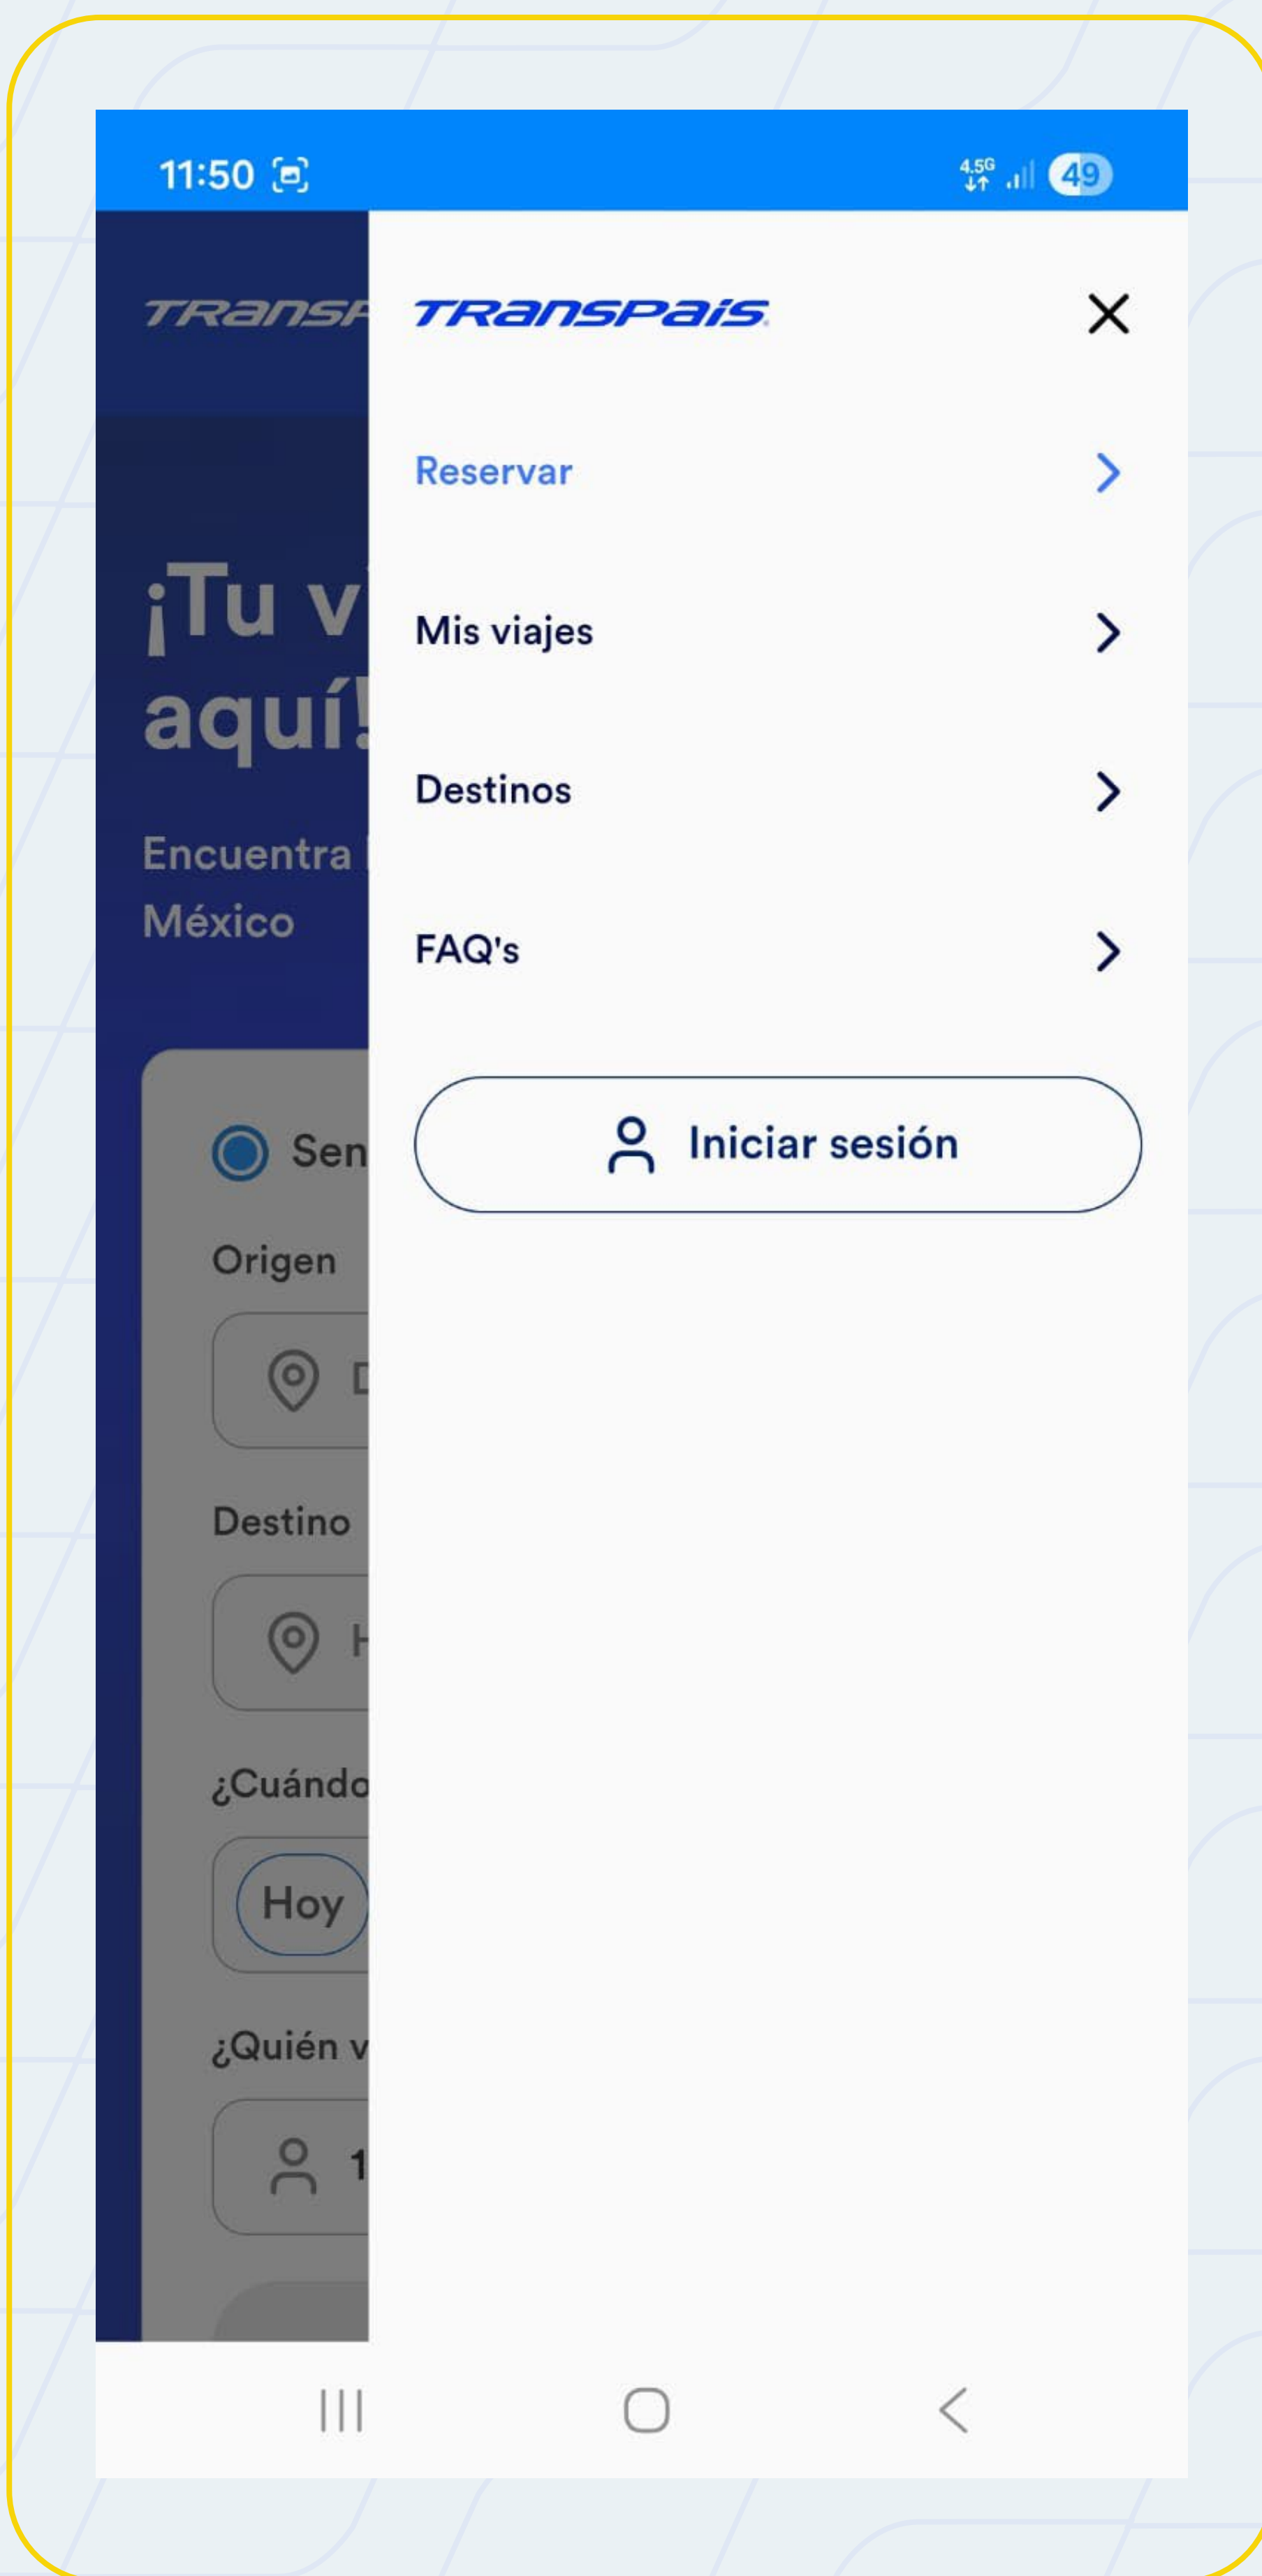 11:50
4.5G
49
TRANSPais
Reservar
Mis viajes
¡Tu v
aquí!
Destinos
Encuentra
México
FAQ's
Iniciar sesión
Sen
Origen
Destino
¿Cuándo
Hoy
¿Quién v
1